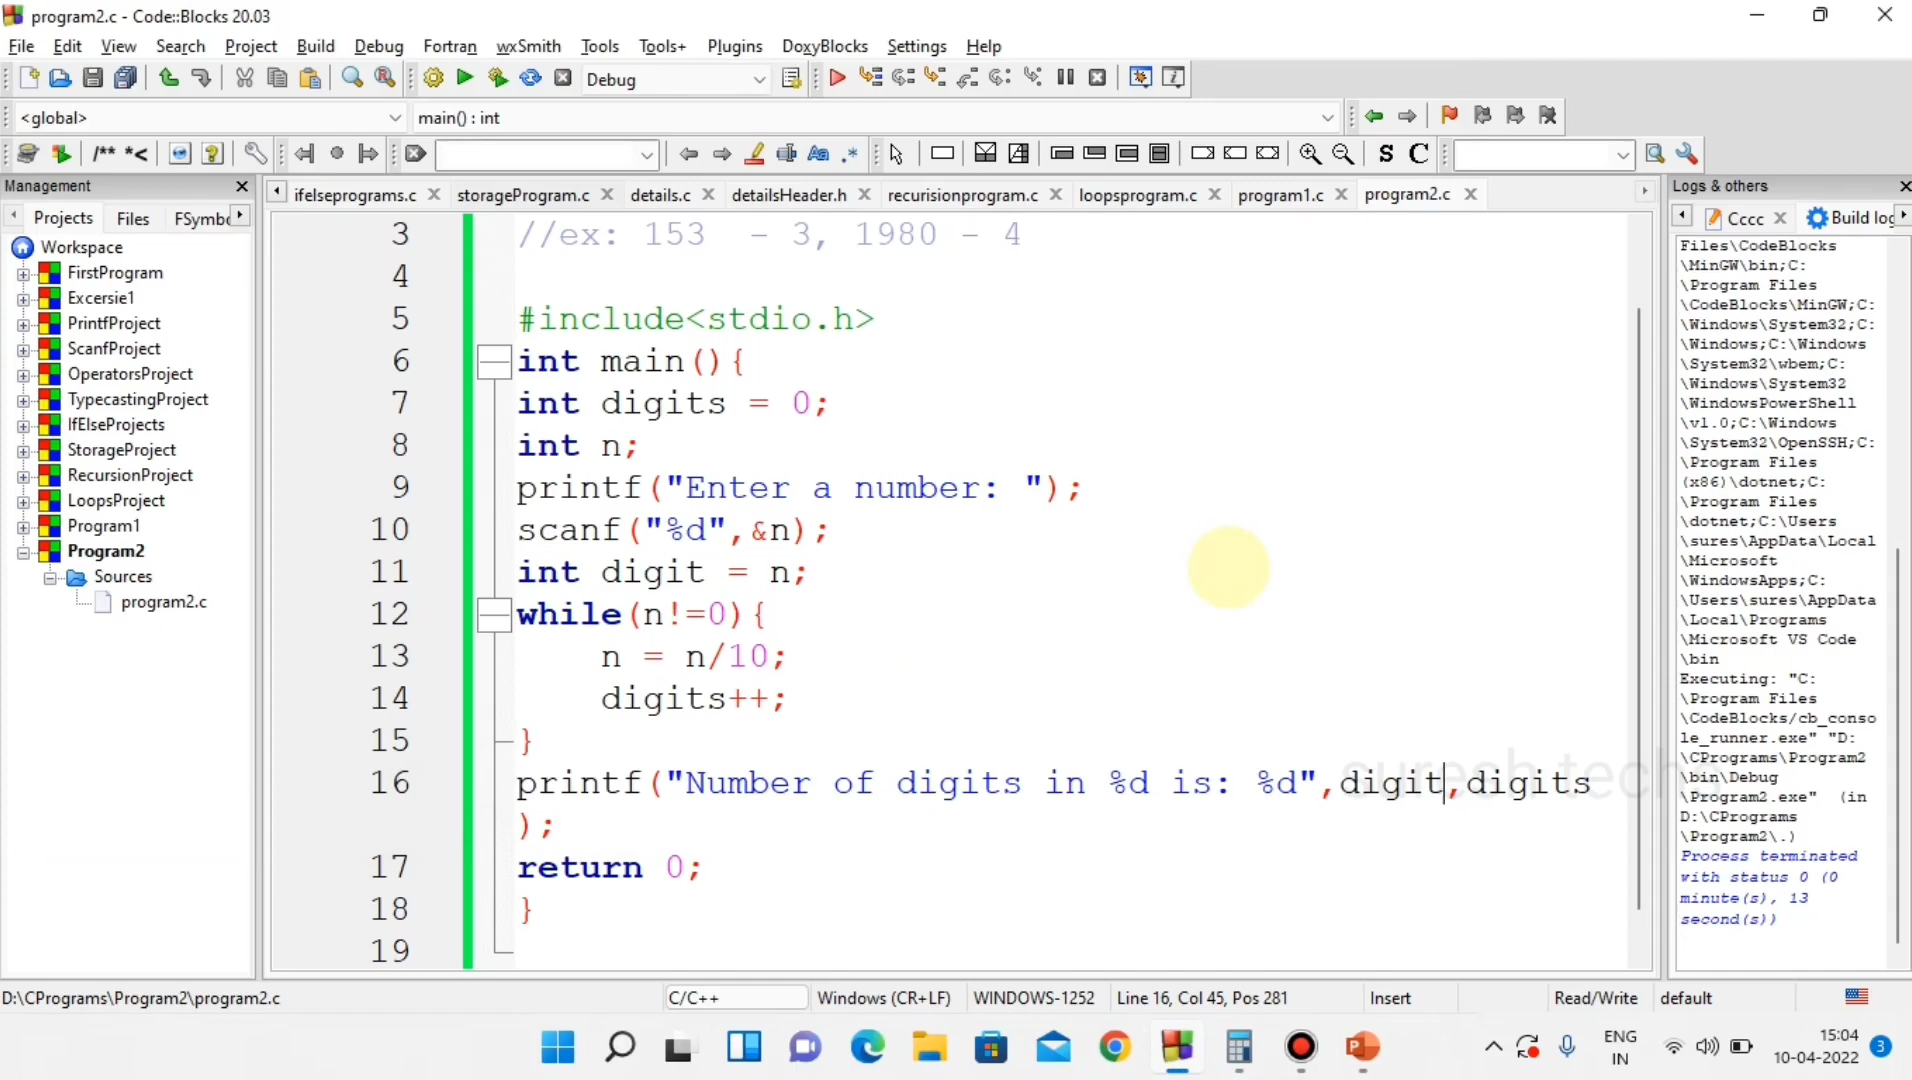 program2.c - Code::Blocks 20.03
File Edit View Search Project Build Debug Fortran wxSmith Tools Tools+ Plugins DoxyBlocks Settings Help
Debug
<global> main() : int
/** *<
Aa .* S C
Management
Projects Files FSymbo
Workspace
FirstProgram
Excersie1
PrintfProject
ScanfProject
OperatorsProject
TypecastingProject
IfElseProjects
StorageProject
RecursionProject
LoopsProject
Program1
Program2
Sources
program2.c
ifelseprograms.c storageProgram.c details.c detailsHeader.h recurisionprogram.c loopsprogram.c program1.c program2.c
3 //ex: 153  - 3, 1980 - 4
4
5 #include<stdio.h>
6 int main(){
7 int digits = 0;
8 int n;
9 printf("Enter a number: ");
10 scanf("%d",&n);
11 int digit = n;
12 while(n!=0){
13     n = n/10;
14     digits++;
15 }
16 printf("Number of digits in %d is: %d",digit,digits
);
17 return 0;
18 }
19
suresh techs
Logs & others
Cccc Build log
Files\CodeBlocks
\MinGW\bin;C:
\Program Files
\CodeBlocks\MinGW;C:
\Windows\System32;C:
\Windows;C:\Windows
\System32\wbem;C:
\Windows\System32
\WindowsPowerShell
\v1.0;C:\Windows
\System32\OpenSSH;C:
\Program Files
(x86)\dotnet;C:
\Program Files
\dotnet;C:\Users
\sures\AppData\Local
\Microsoft
\WindowsApps;C:
\Users\sures\AppData
\Local\Programs
\Microsoft VS Code
\bin
Executing: "C:
\Program Files
\CodeBlocks/cb_conso
le_runner.exe" "D:
\CPrograms\Program2
\bin\Debug
\Program2.exe"  (in
D:\CPrograms
\Program2\.)
Process terminated
with status 0 (0
minute(s), 13
second(s))
D:\CPrograms\Program2\program2.c C/C++ Windows (CR+LF) WINDOWS-1252 Line 16, Col 45, Pos 281 Insert Read/Write default
ENG
IN
15:04
10-04-2022
3